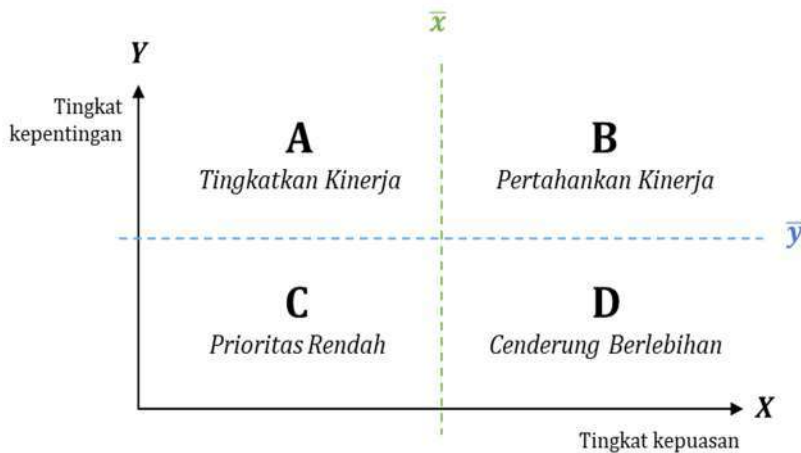 x̅
Y
Tingkat
kepentingan
A
Tingkatkan Kinerja
B
Pertahankan Kinerja
y̅
C
Prioritas Rendah
D
Cenderung Berlebihan
X
Tingkat kepuasan